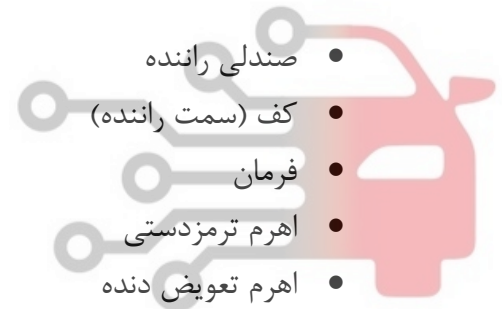 • صندلی راننده
• کف (سمت راننده)
• فرمان
• اهرم ترمزدستی
• اهرم تعویض دنده